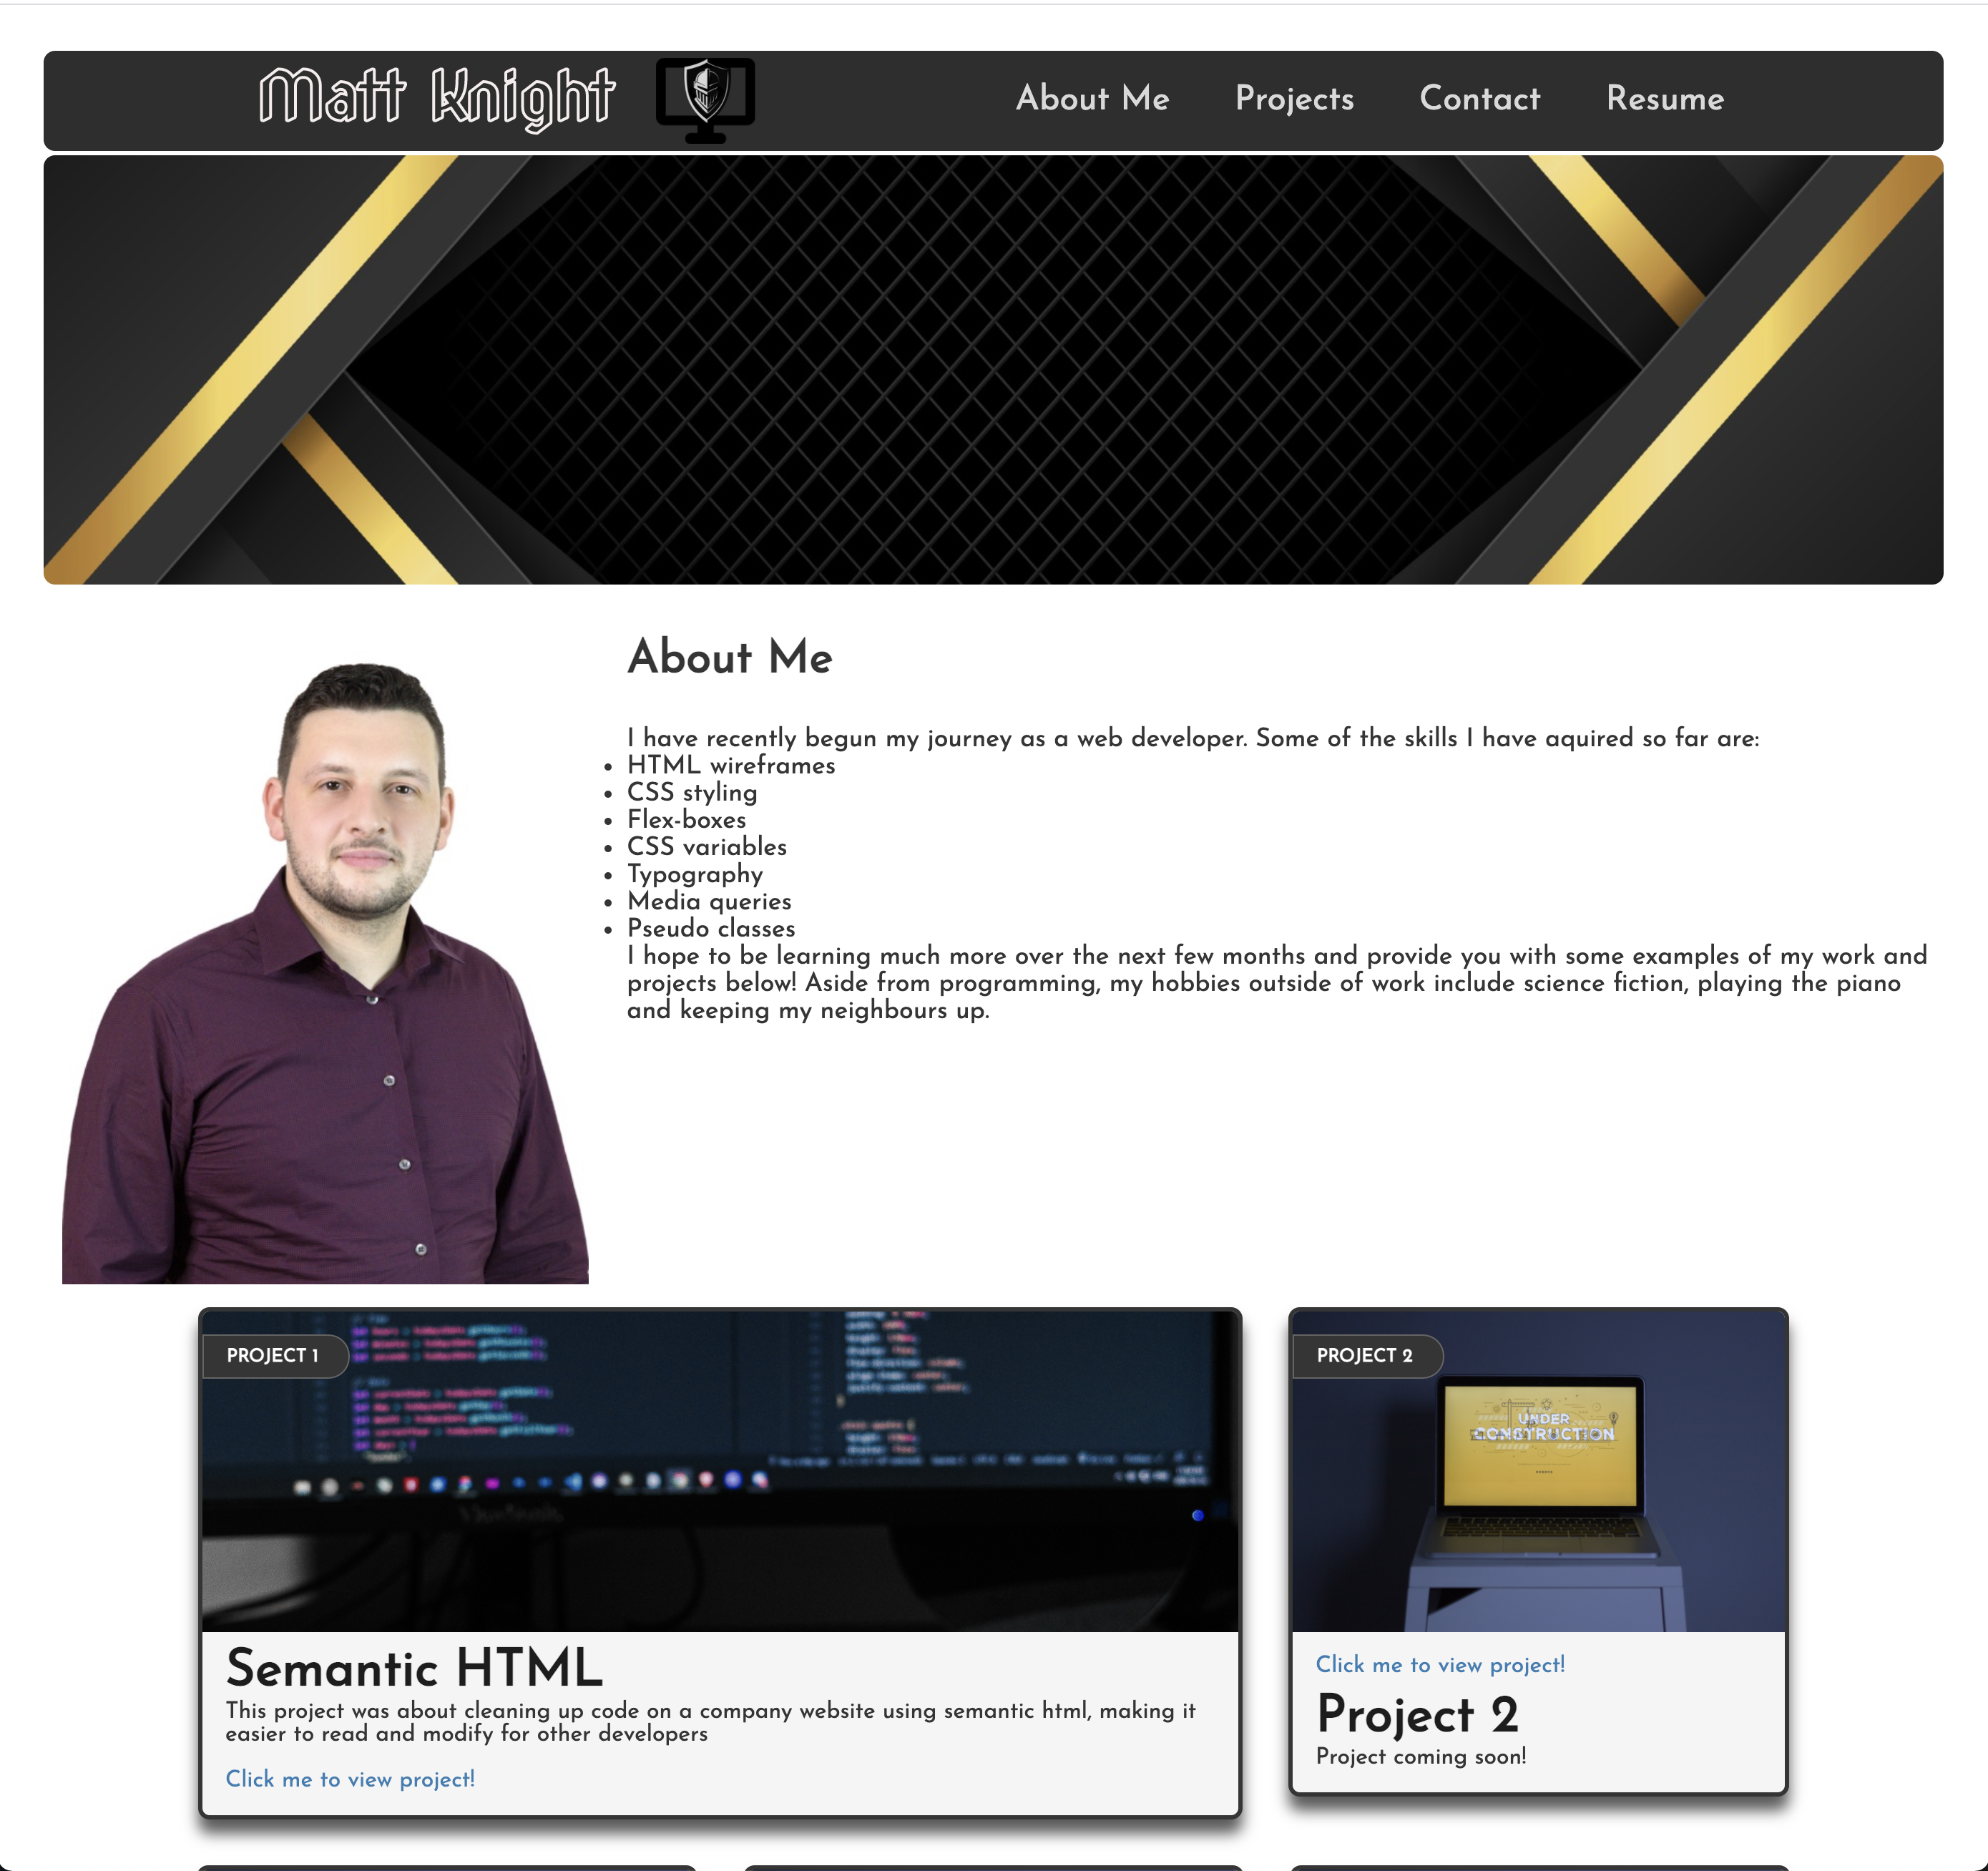 Matt Knight
About Me Projects Contact Resume
About Me
I have recently begun my journey as a web developer. Some of the skills I have aquired so far are:
HTML wireframes
CSS styling
Flex-boxes
CSS variables
Typography
Media queries
Pseudo classes
I hope to be learning much more over the next few months and provide you with some examples of my work and
projects below! Aside from programming, my hobbies outside of work include science fiction, playing the piano
and keeping my neighbours up.
PROJECT 1
Semantic HTML
This project was about cleaning up code on a company website using semantic html, making it
easier to read and modify for other developers
Click me to view project!
PROJECT 2
UNDER
CONSTRUCTION
Click me to view project!
Project 2
Project coming soon!